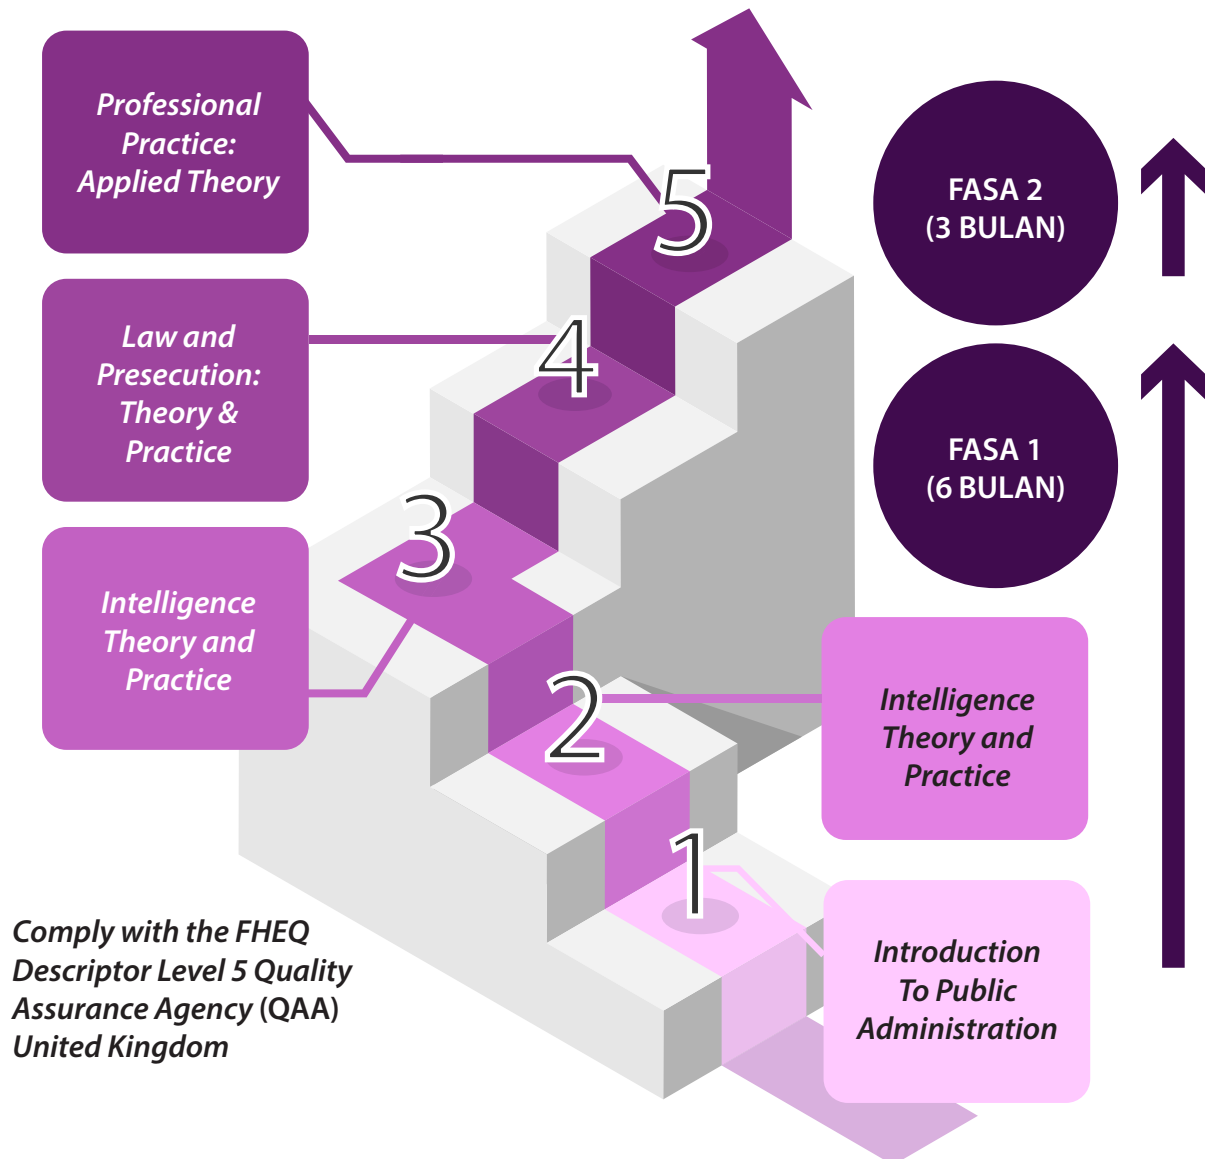 Professional
Practice:
Applied Theory
5
FASA 2
(3 BULAN)
Law and
Presecution:
Theory &
Practice
4
FASA 1
(6 BULAN)
3
Intelligence
Theory and
Practice
2
Intelligence
Theory and
Practice
1
Introduction
To Public
Administration
Comply with the FHEQ
Descriptor Level 5 Quality
Assurance Agency (QAA)
United Kingdom